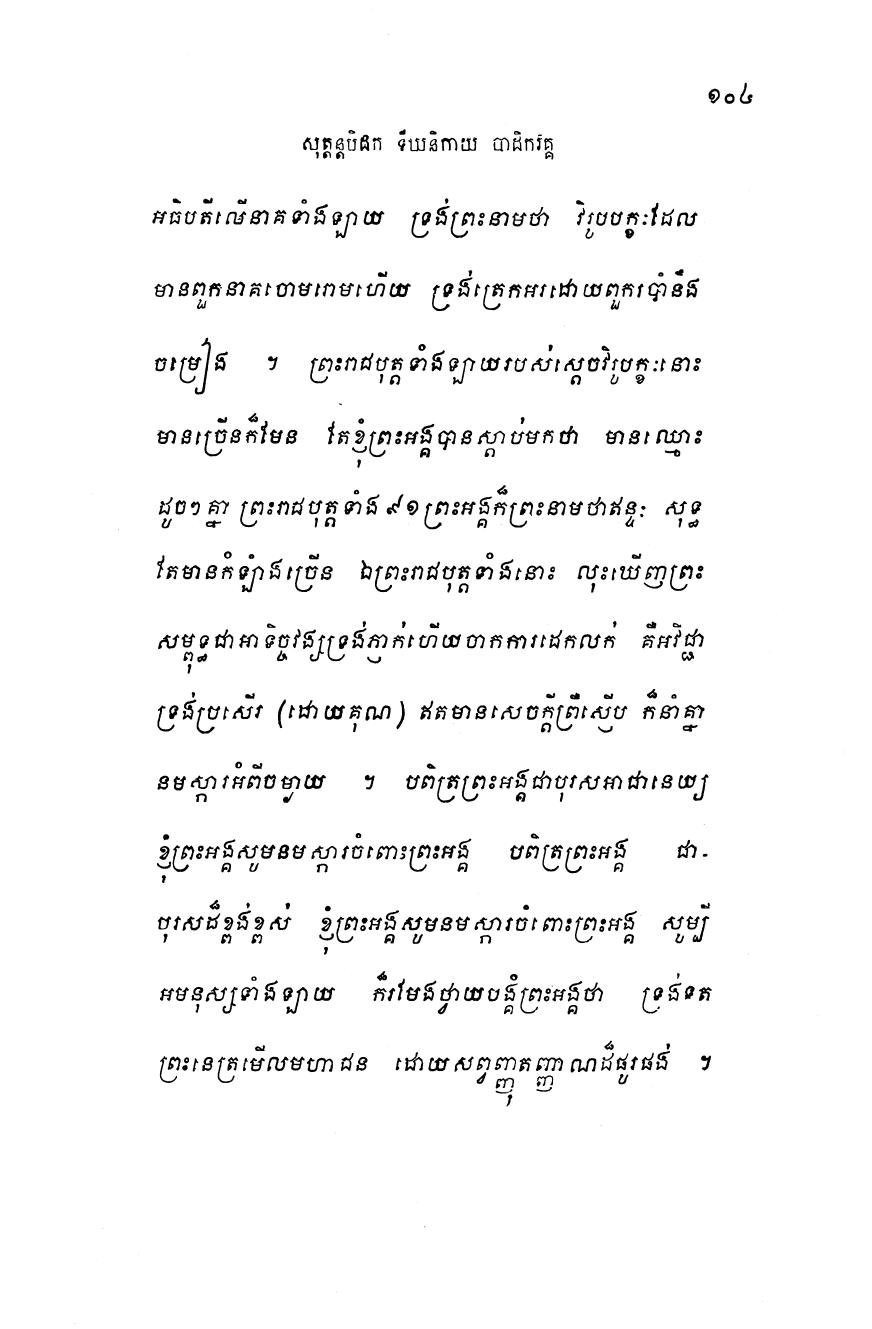 ១០៤
សុត្តន្តបិដក ទីឃនិកាយ បាដិកវគ្គ
អធិបតីលើនាគទាំងឡាយ ទ្រង់ព្រះនាមថា វិរូបបក្ខៈដែល
មានពួកនាគចោមរោមហើយ ទ្រង់ត្រេកអរដោយពួករបាំនឹង
ចម្រៀង ។ ព្រះរាជបុត្តទាំងឡាយរបស់ស្តេចវិរូបក្ខៈនោះ
មានច្រើនក៏មែន តែខ្ញុំព្រះអង្គបានស្តាប់មកថា មានឈ្មោះ
ដូចៗគ្នា ព្រះរាជបុត្តទាំង ៩១ ព្រះអង្គក៏ព្រះនាមថាឥន្ទៈ សុទ្ធ
តែមានកំឡាំងច្រើន ឯព្រះរាជបុត្តទាំងនោះ លុះឃើញព្រះ
សម្ពុទ្ធជាអាទិច្ចវង្សទ្រង់ភ្ញាក់ហើយចាកការដេកលក់ គឺអវិជ្ជា
ទ្រង់ប្រសើរ (ដោយគុណ) ឥតមានសេចក្តីព្រឺស្ញើប ក៏នាំគ្នា
នមស្ការអំពីចម្ងាយ ។ បពិត្រព្រះអង្គជាបុរសអាជានេយ្យ
ខ្ញុំព្រះអង្គសូមនមស្ការចំពោះព្រះអង្គ បពិត្រព្រះអង្គ ជា-
បុរសដ៏ខ្ពង់ខ្ពស់ ខ្ញុំព្រះអង្គសូមនមស្ការចំពោះព្រះអង្គ សូម្បី
អមនុស្សទាំងឡាយ ក៏រមែងថ្វាយបង្គំព្រះអង្គថា ទ្រង់ទត
ព្រះនេត្រមើលមហាជន ដោយសព្វញ្ញុតញ្ញាណដ៏ផូរផង់ ។